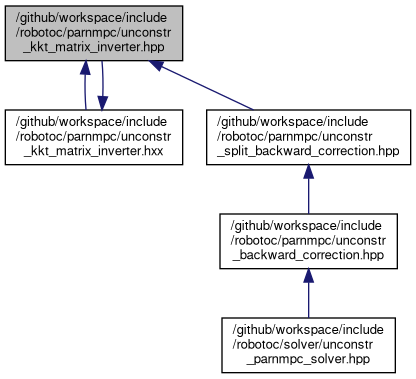 /github/workspace/include
/robotoc/parnmpc/unconstr
_kkt_matrix_inverter.hpp
/github/workspace/include
/robotoc/parnmpc/unconstr
_kkt_matrix_inverter.hxx
/github/workspace/include
/robotoc/parnmpc/unconstr
_split_backward_correction.hpp
/github/workspace/include
/robotoc/parnmpc/unconstr
_backward_correction.hpp
/github/workspace/include
/robotoc/solver/unconstr
_parnmpc_solver.hpp